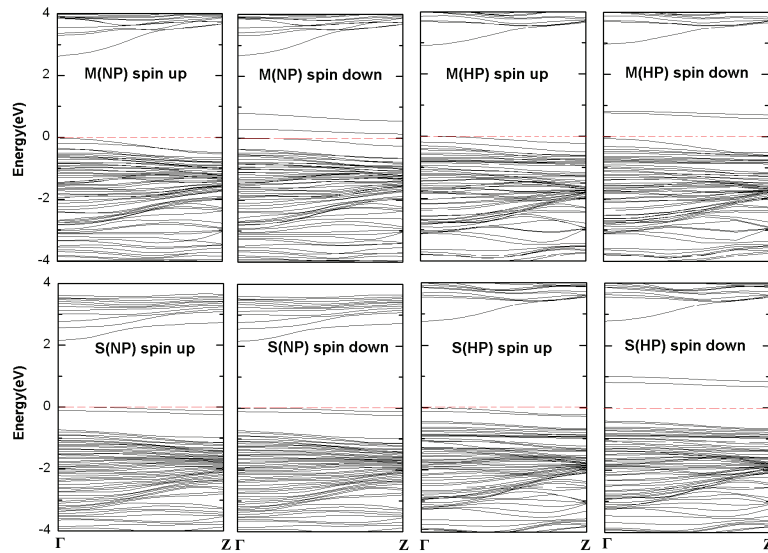 4
2
0
-2
-4
Energy(eV)
M(NP) spin up
M(NP) spin down
M(HP) spin up
M(HP) spin down
4
2
0
-2
-4
Energy(eV)
S(NP) spin up
S(NP) spin down
S(HP) spin up
S(HP) spin down
Γ Z Γ Z Γ Z Γ Z